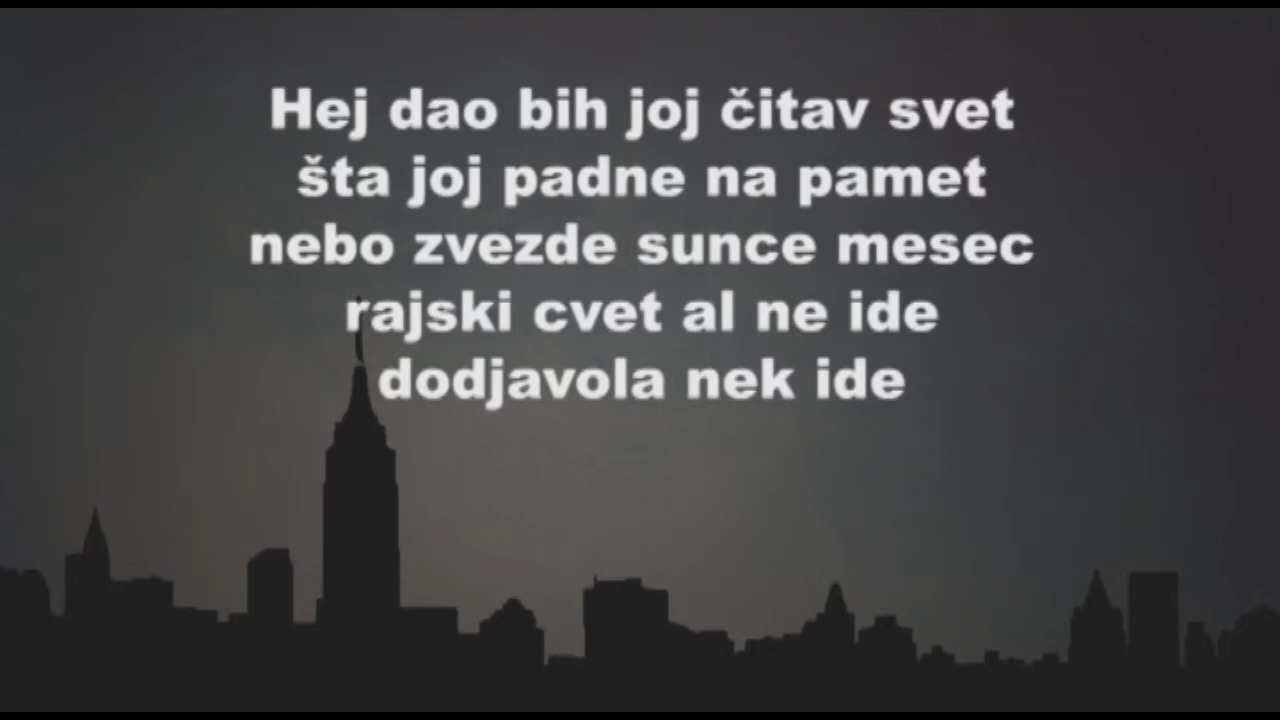 Hej dao bih joj čitav svet
šta joj padne na pamet
nebo zvezde sunce mesec
rajski cvet al ne ide
dodjavola nek ide